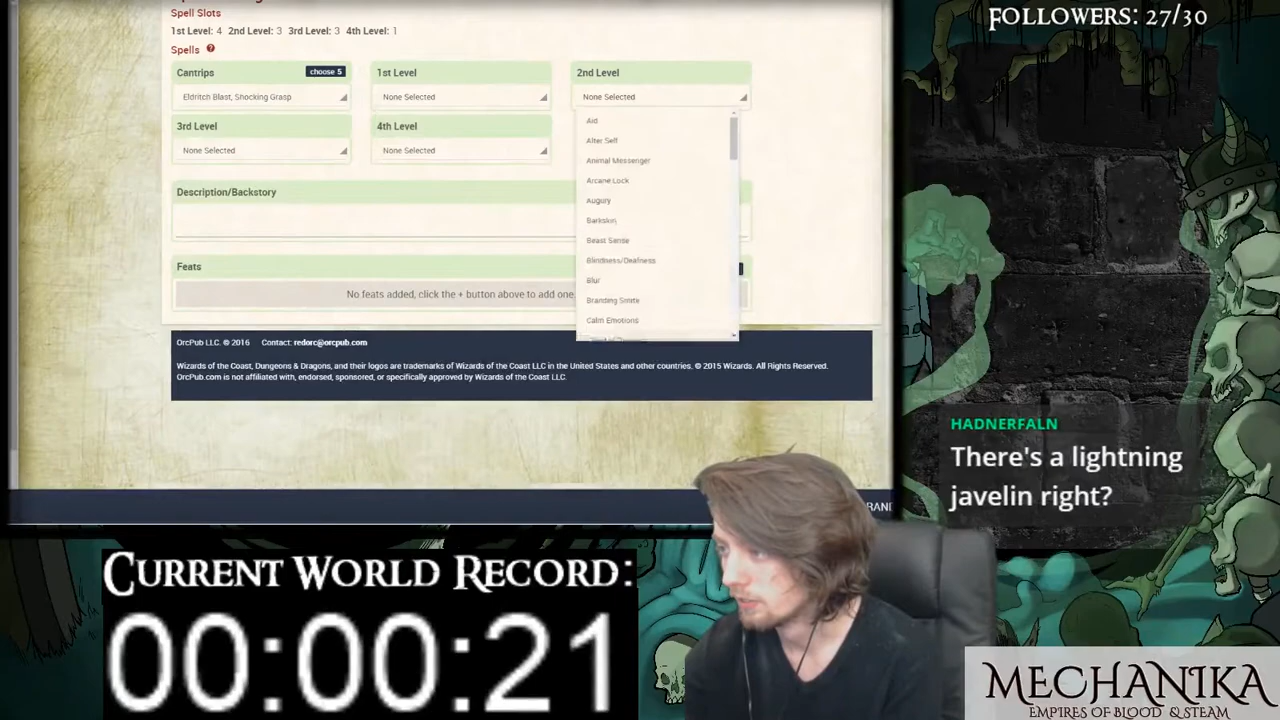 Spell Slots
1st Level: 4 2nd Level: 3 3rd Level: 3 4th Level: 1
Spells ?
Cantrips choose 5
1st Level
2nd Level
Eldritch Blast, Shocking Grasp
None Selected
None Selected
3rd Level
4th Level
None Selected
None Selected
Aid
Alter Self
Animal Messenger
Arcane Lock
Augury
Barkskin
Beast Sense
Blindness/Deafness
Blur
Branding Smite
Calm Emotions
Description/Backstory
Feats
No feats added, click the + button above to add one
OrcPub LLC. © 2016 Contact: redorc@orcpub.com
Wizards of the Coast, Dungeons & Dragons, and their logos are trademarks of Wizards of the Coast LLC in the United States and other countries. © 2015 Wizards. All Rights Reserved.
OrcPub.com is not affiliated with, endorsed, sponsored, or specifically approved by Wizards of the Coast LLC.
BAND
Followers: 27/30
HADNERFALN
There's a lightning
javelin right?
Current World Record:
00:00:21
MECHANIKA
EMPIRES OF BLOOD & STEAM